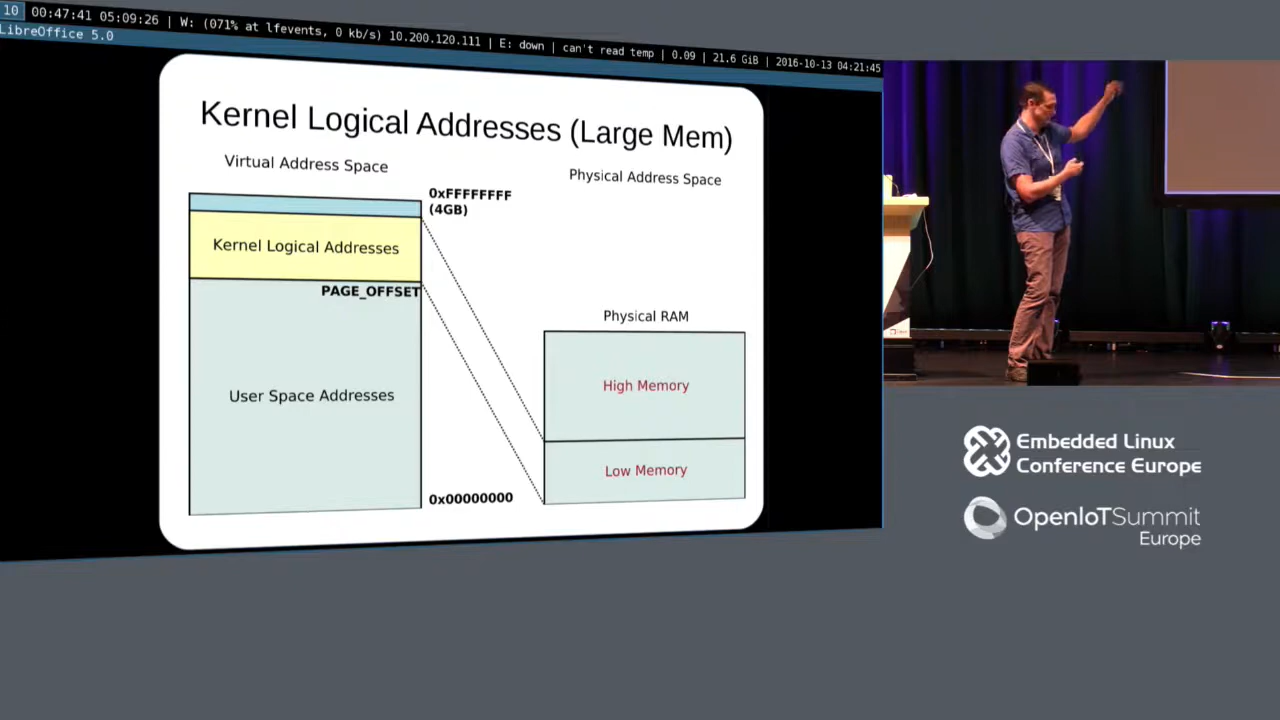 10 00:47:41 05:09:26 | W: (071% at lfevents, 0 kb/s) 10.200.120.111 | E: down | can't read temp | 0.09 | 21.6 GiB | 2016-10-13 04:21:45
LibreOffice 5.0
Kernel Logical Addresses (Large Mem)
Virtual Address Space
Physical Address Space
0xFFFFFFFF
(4GB)
Kernel Logical Addresses
PAGE_OFFSET
Physical RAM
High Memory
User Space Addresses
Low Memory
0x00000000
Embedded Linux
Conference Europe
OpenIoTSummit
Europe